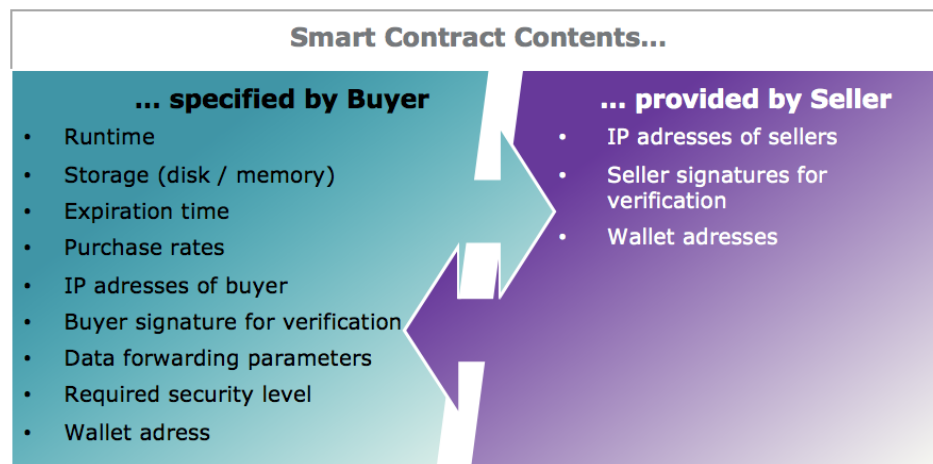 Smart Contract Contents...
... specified by Buyer
• Runtime
• Storage (disk / memory)
• Expiration time
• Purchase rates
• IP adresses of buyer
• Buyer signature for verification
• Data forwarding parameters
• Required security level
• Wallet adress
... provided by Seller
• IP adresses of sellers
• Seller signatures for
verification
• Wallet adresses